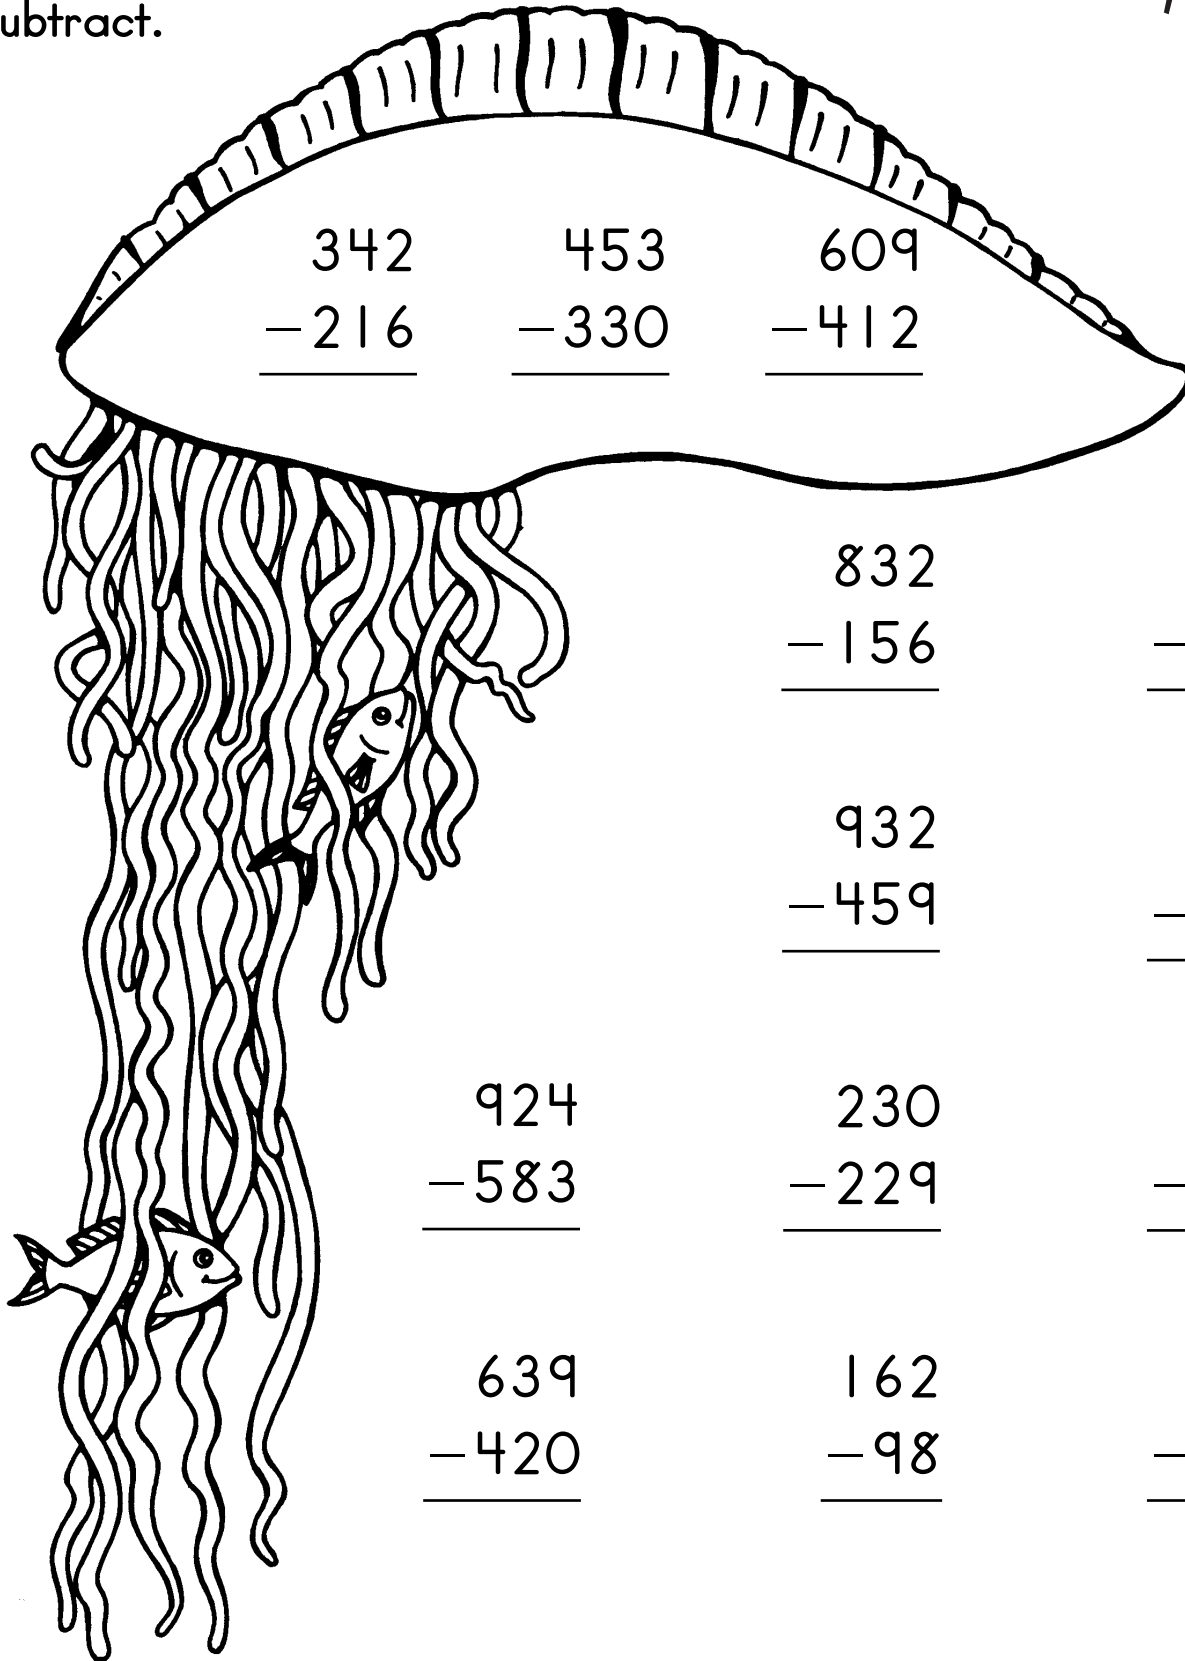 ubtract.
342 453 609
–216 –330 –412
832
–156 –
932
–459 –
924 230
–583 –229 –
639 162
–420 –98 –